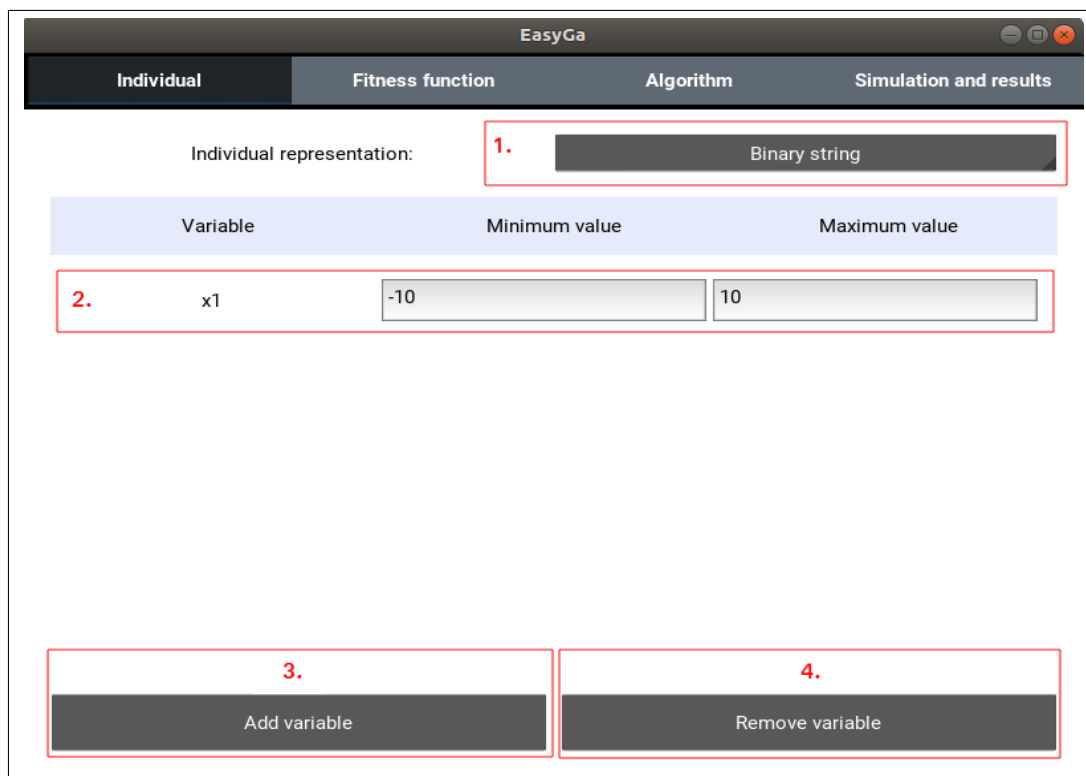 EasyGa
Individual Fitness function Algorithm Simulation and results
Individual representation: 1. Binary string
Variable Minimum value Maximum value
2. x1 -10 10
3. 4.
Add variable Remove variable